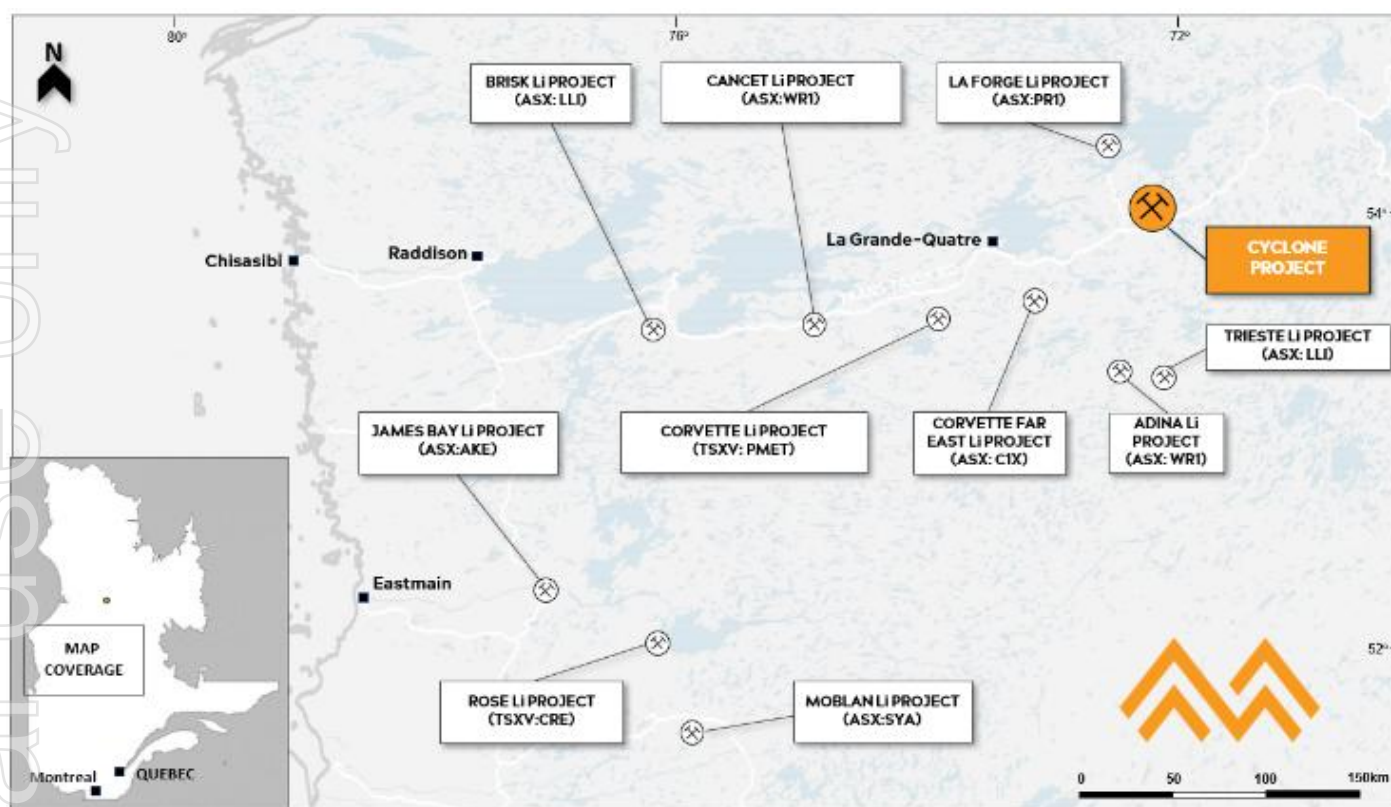 80°
76°
72°
N
BRISK Li PROJECT
(ASX: LLI)
CANCET Li PROJECT
(ASX:WR1)
LA FORGE Li PROJECT
(ASX:PR1)
54°
La Grande-Quatre
Chisasibi
Raddison
CYCLONE
PROJECT
TRIESTE Li PROJECT
(ASX: LLI)
JAMES BAY Li PROJECT
(ASX:AKE)
CORVETTE Li PROJECT
(TSXV: PMET)
CORVETTE FAR
EAST Li PROJECT
(ASX: C1X)
ADINA Li
PROJECT
(ASX: WR1)
Eastmain
52°
MAP
COVERAGE
ROSE Li PROJECT
(TSXV:CRE)
MOBLAN Li PROJECT
(ASX:SYA)
Montreal
QUEBEC
0 50 100 150km